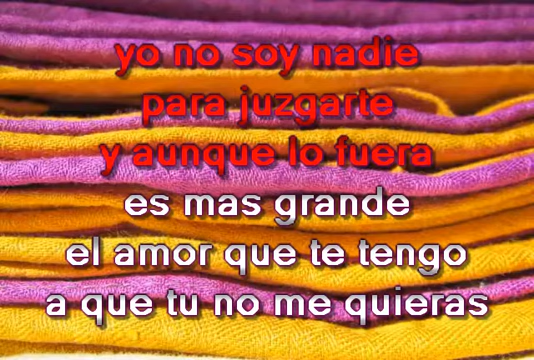 yo no soy nadie
para juzgarte
y aunque lo fuera
es mas grande
el amor que te tengo
a que tu no me quieras